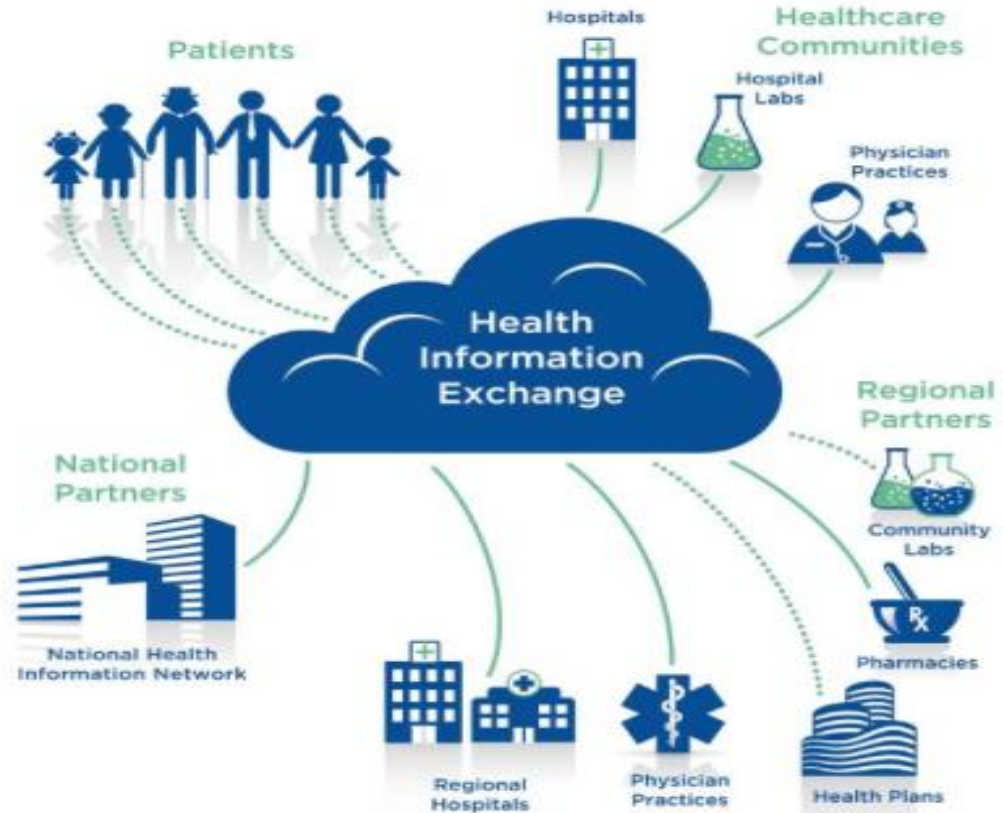 Patients
Hospitals
Healthcare
Communities
Hospital
Labs
Physician
Practices
Health
Information
Exchange
Regional
Partners
Community
Labs
Pharmacies
Rx
Health Plans
Physician
Practices
Regional
Hospitals
National
Partners
National Health
Information Network